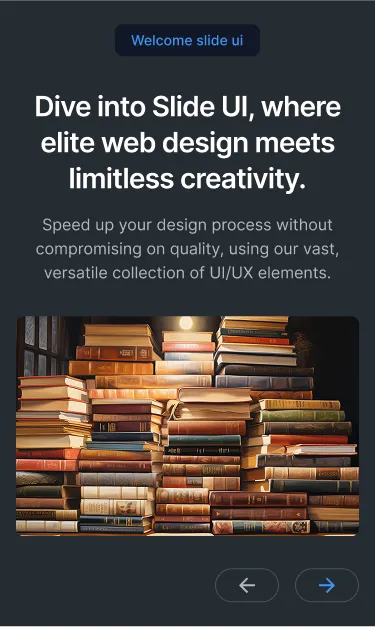 Welcome slide ui
Dive into Slide UI, where
elite web design meets
limitless creativity.
Speed up your design process without
compromising on quality, using our vast,
versatile collection of UI/UX elements.